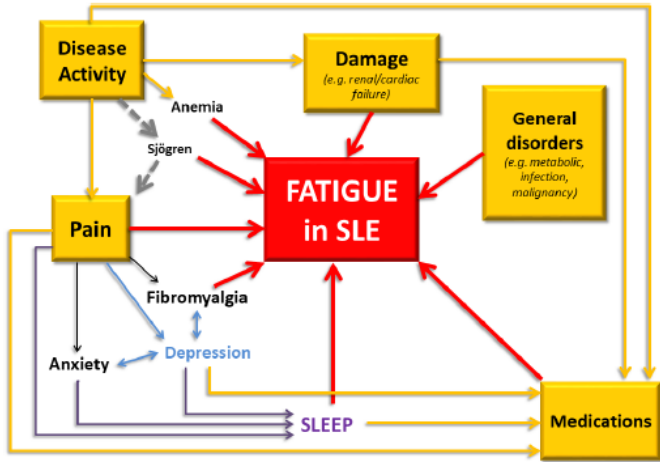 Disease
Activity
Damage
(e.g. renal/cardiac
failure)
Anemia
General
disorders
(e.g. metabolic,
infection,
malignancy)
Sjögren
FATIGUE
in SLE
Pain
Fibromyalgia
Depression
Anxiety
SLEEP
Medications